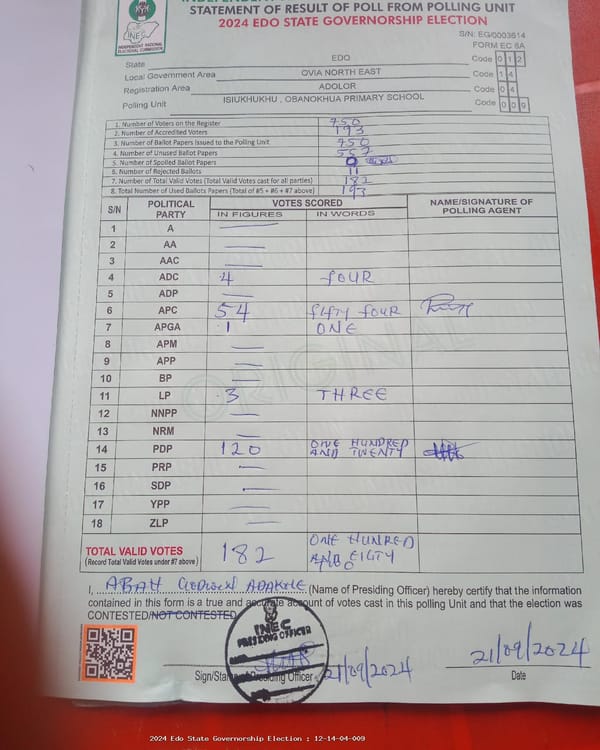 STATEMENT OF RESULT OF POLL FROM POLLING UNIT
2024 EDO STATE GOVERNORSHIP ELECTION
INEC
INDEPENDENT NATIONAL
ELECTORAL COMMISSION
S/N: EG/0003614
FORM EC 8A
State EDO Code 0 1 2
Local Government Area OVIA NORTH EAST Code 1 4
Registration Area ADOLOR Code 0 4
Polling Unit ISIUKHUKHU , OBANOKHUA PRIMARY SCHOOL Code 0 0 9
1. Number of Voters on the Register 750
2. Number of Accredited Voters 193
3. Number of Ballot Papers Issued to the Polling Unit 750
4. Number of Unused Ballot Papers 557
5. Number of Spoiled Ballot Papers 0
6. Number of Rejected Ballots 11
7. Number of Total Valid Votes (Total Valid Votes cast for all parties) 182
8. Total Number of Used Ballots Papers (Total of #5 + #6 + #7 above) 193
S/N POLITICAL PARTY VOTES SCORED NAME/SIGNATURE OF POLLING AGENT
IN FIGURES IN WORDS
1 A
2 AA
3 AAC
4 ADC 4 FOUR
5 ADP
6 APC 54 FIFTY FOUR
7 APGA 1 ONE
8 APM
9 APP
10 BP
11 LP 3 THREE
12 NNPP
13 NRM
14 PDP 120 ONE HUNDRED AND TWENTY
15 PRP
16 SDP
17 YPP
18 ZLP
ORIGINAL
TOTAL VALID VOTES 182 ONE HUNDRED
(Record Total Valid Votes under #7 above) AND EIGTY
TWO
I, ABAH GODWIN (Name of Presiding Officer) hereby certify that the information
contained in this form is a true and accurate account of votes cast in this polling Unit and that the election was
CONTESTED/NOT CONTESTED
INEC
PRESIDING OFFICER
21/09/2024 21/09/2024
Sign/Stamp Presiding Officer Date
2024 Edo State Governorship Election : 12-14-04-009